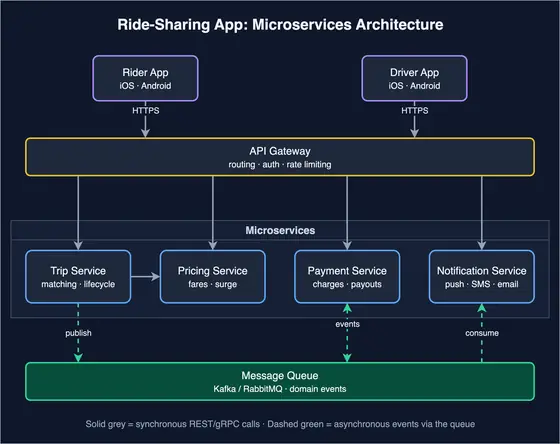 Ride-Sharing App: Microservices Architecture
Rider App
iOS · Android
Driver App
iOS · Android
HTTPS
HTTPS
API Gateway
routing · auth · rate limiting
Microservices
Trip Service
matching · lifecycle
Pricing Service
fares · surge
Payment Service
charges · payouts
Notification Service
push · SMS · email
publish
events
consume
Message Queue
Kafka / RabbitMQ · domain events
Solid grey = synchronous REST/gRPC calls · Dashed green = asynchronous events via the queue